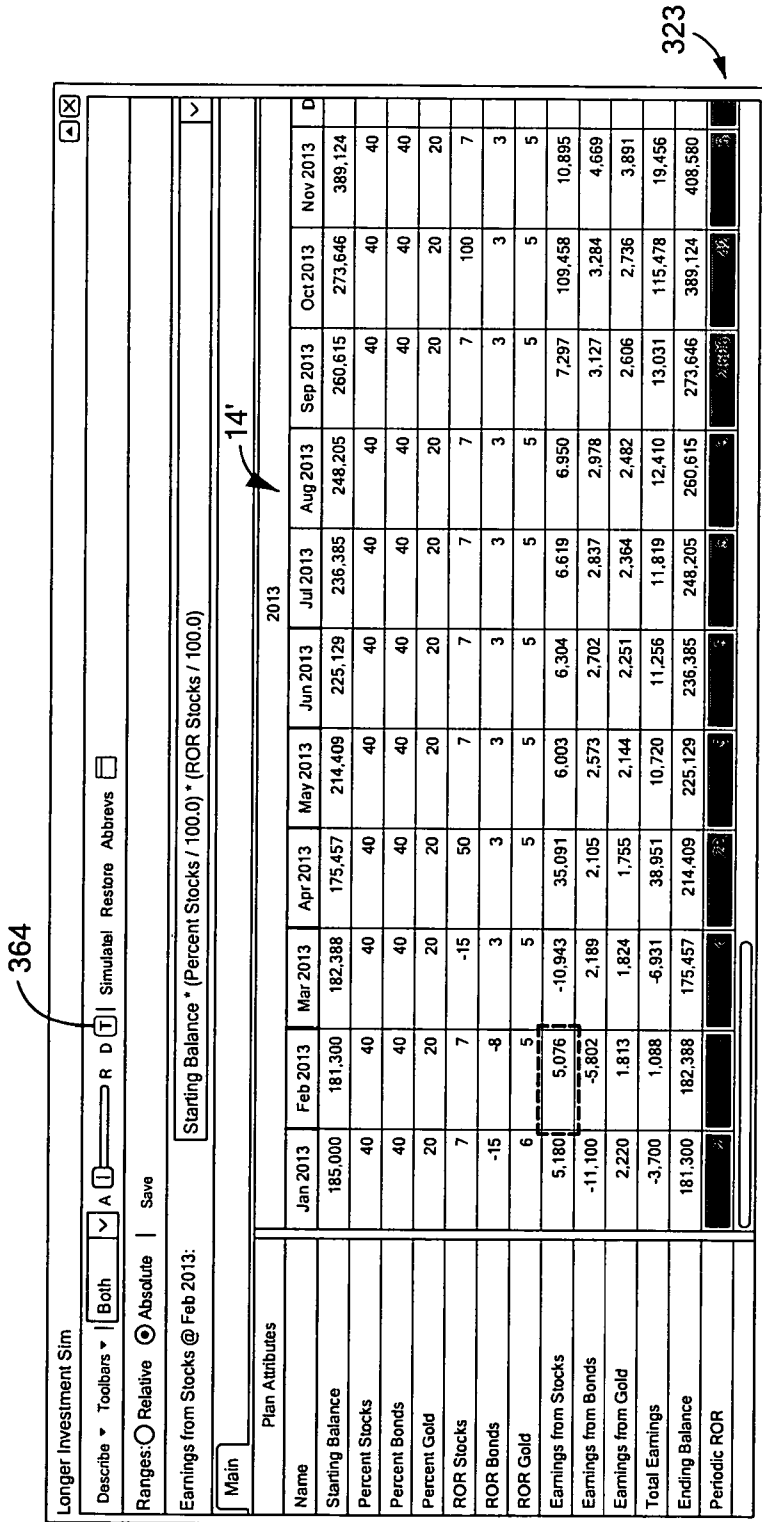 364
Longer Investment Sim
Describe Toolbars | Both A R D T | Simulatel Restore Abbrevs
Ranges: Relative Absolute | Save
Earnings from Stocks @ Feb 2013: Starting Balance * (Percent Stocks / 100.0) * (ROR Stocks / 100.0)
Main
14'
Plan Attributes 2013
Name Jan 2013 Feb 2013 Mar 2013 Apr 2013 May 2013 Jun 2013 Jul 2013 Aug 2013 Sep 2013 Oct 2013 Nov 2013 D
Starting Balance 185,000 181,300 182,388 175,457 214,409 225,129 236,385 248,205 260,615 273,646 389,124
Percent Stocks 40 40 40 40 40 40 40 40 40 40 40
Percent Bonds 40 40 40 40 40 40 40 40 40 40 40
Percent Gold 20 20 20 20 20 20 20 20 20 20 20
ROR Stocks 7 7 -15 50 7 7 7 7 7 100 7
ROR Bonds -15 -8 3 3 3 3 3 3 3 3 3
ROR Gold 6 5 5 5 5 5 5 5 5 5 5
Earnings from Stocks 5,180 5,076 -10,943 35,091 6,003 6,304 6.619 6.950 7,297 109,458 10,895
Earnings from Bonds -11,100 -5,802 2,189 2,105 2,573 2,702 2,837 2,978 3,127 3,284 4,669
Earnings from Gold 2,220 1.813 1,824 1,755 2,144 2,251 2,364 2,482 2,606 2,736 3,891
Total Earnings -3,700 1,088 -6,931 38,951 10,720 11,256 11,819 12,410 13,031 115,478 19,456
Ending Balance 181,300 182,388 175,457 214,409 225,129 236,385 248,205 260,615 273,646 389,124 408,580
Periodic ROR
323